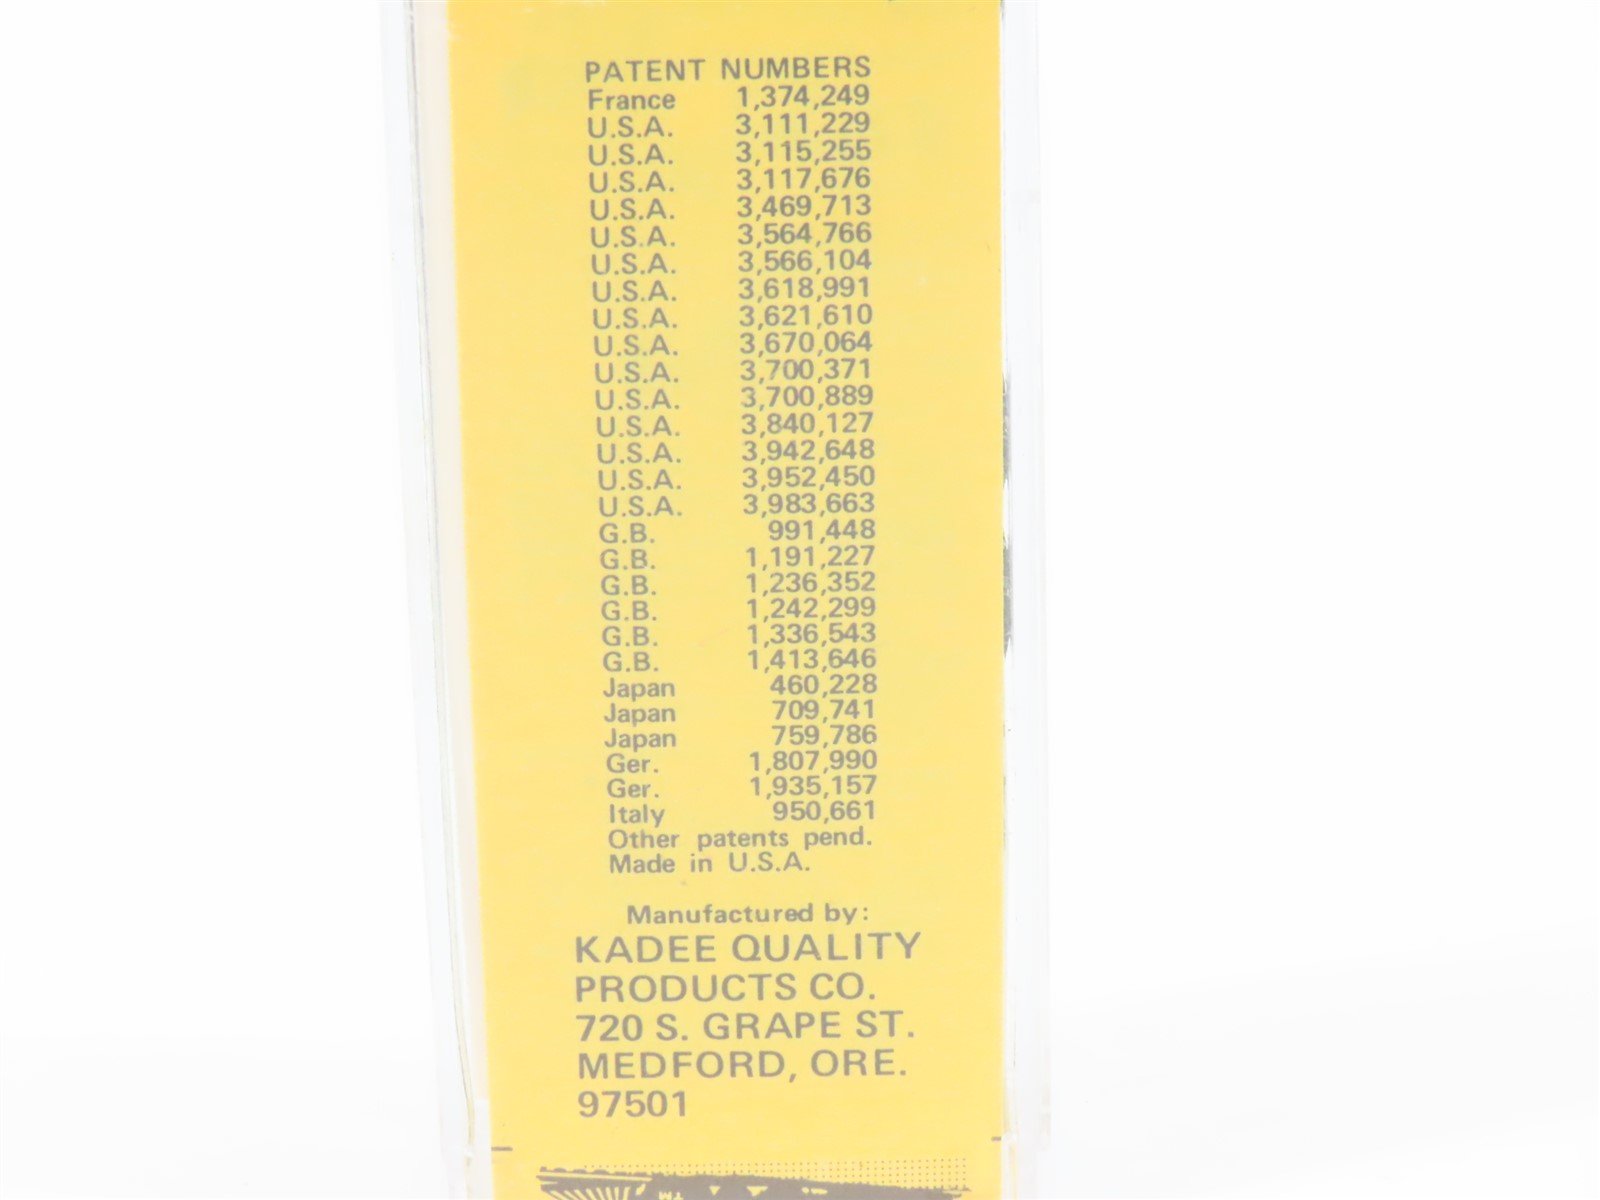 PATENT NUMBERS
France 1,374,249
U.S.A. 3,111,229
U.S.A. 3,115,255
U.S.A. 3,117,676
U.S.A. 3,469,713
U.S.A. 3,564,766
U.S.A. 3,566,104
U.S.A. 3,618,991
U.S.A. 3,621,610
U.S.A. 3,670,064
U.S.A. 3,700,371
U.S.A. 3,700,889
U.S.A. 3,840,127
U.S.A. 3,942,648
U.S.A. 3,952,450
U.S.A. 3,983,663
G.B. 991,448
G.B. 1,191,227
G.B. 1,236,352
G.B. 1,242,299
G.B. 1,336,543
G.B. 1,413,646
Japan 460,228
Japan 709,741
Japan 759,786
Ger. 1,807,990
Ger. 1,935,157
Italy 950,661
Other patents pend.
Made in U.S.A.
Manufactured by:
KADEE QUALITY
PRODUCTS CO.
720 S. GRAPE ST.
MEDFORD, ORE.
97501
TM